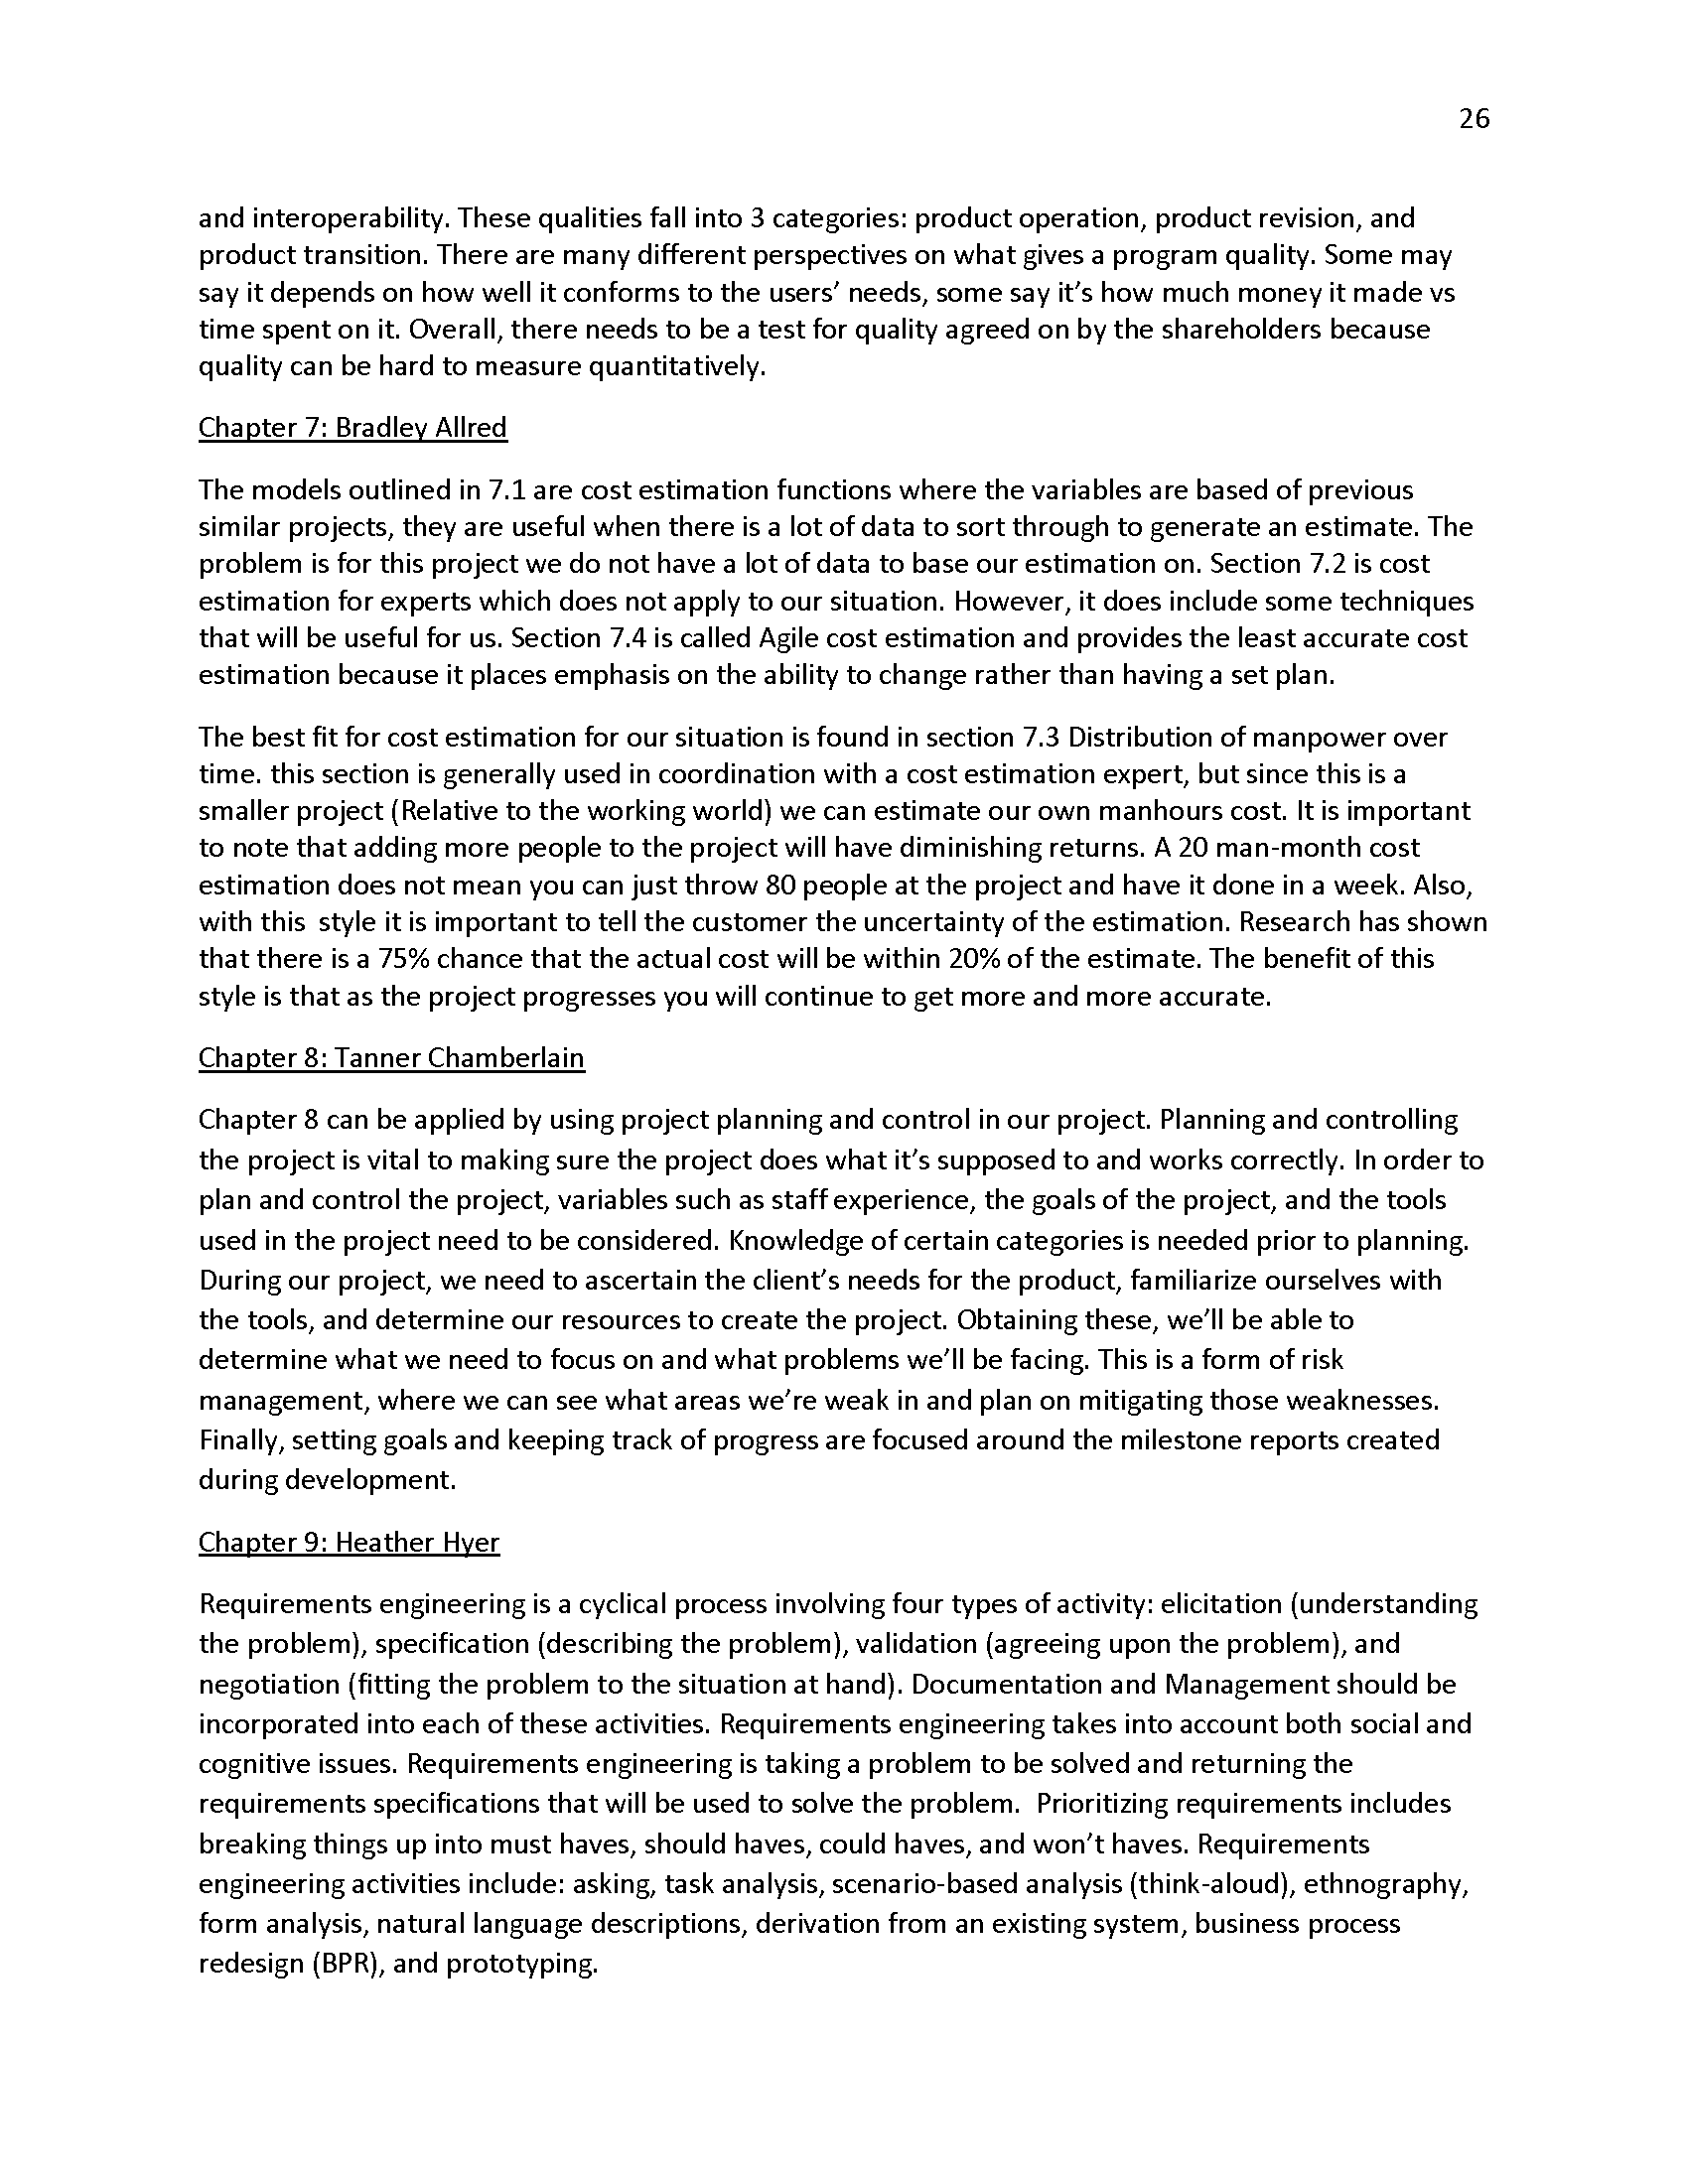 26
and interoperability. These qualities fall into 3 categories: product operation, product revision, and
product transition. There are many different perspectives on what gives a program quality. Some may
say it depends on how well it conforms to the users’ needs, some say it’s how much money it made vs
time spent on it. Overall, there needs to be a test for quality agreed on by the shareholders because
quality can be hard to measure quantitatively.
Chapter 7: Bradley Allred
The models outlined in 7.1 are cost estimation functions where the variables are based of previous
similar projects, they are useful when there is a lot of data to sort through to generate an estimate. The
problem is for this project we do not have a lot of data to base our estimation on. Section 7.2 is cost
estimation for experts which does not apply to our situation. However, it does include some techniques
that will be useful for us. Section 7.4 is called Agile cost estimation and provides the least accurate cost
estimation because it places emphasis on the ability to change rather than having a set plan.
The best fit for cost estimation for our situation is found in section 7.3 Distribution of manpower over
time. this section is generally used in coordination with a cost estimation expert, but since this is a
smaller project (Relative to the working world) we can estimate our own manhours cost. It is important
to note that adding more people to the project will have diminishing returns. A 20 man-month cost
estimation does not mean you can just throw 80 people at the project and have it done in a week. Also,
with this  style it is important to tell the customer the uncertainty of the estimation. Research has shown
that there is a 75% chance that the actual cost will be within 20% of the estimate. The benefit of this
style is that as the project progresses you will continue to get more and more accurate.
Chapter 8: Tanner Chamberlain
Chapter 8 can be applied by using project planning and control in our project. Planning and controlling
the project is vital to making sure the project does what it’s supposed to and works correctly. In order to
plan and control the project, variables such as staff experience, the goals of the project, and the tools
used in the project need to be considered. Knowledge of certain categories is needed prior to planning.
During our project, we need to ascertain the client’s needs for the product, familiarize ourselves with
the tools, and determine our resources to create the project. Obtaining these, we’ll be able to
determine what we need to focus on and what problems we’ll be facing. This is a form of risk
management, where we can see what areas we’re weak in and plan on mitigating those weaknesses.
Finally, setting goals and keeping track of progress are focused around the milestone reports created
during development.
Chapter 9: Heather Hyer
Requirements engineering is a cyclical process involving four types of activity: elicitation (understanding
the problem), specification (describing the problem), validation (agreeing upon the problem), and
negotiation (fitting the problem to the situation at hand). Documentation and Management should be
incorporated into each of these activities. Requirements engineering takes into account both social and
cognitive issues. Requirements engineering is taking a problem to be solved and returning the
requirements specifications that will be used to solve the problem.  Prioritizing requirements includes
breaking things up into must haves, should haves, could haves, and won’t haves. Requirements
engineering activities include: asking, task analysis, scenario-based analysis (think-aloud), ethnography,
form analysis, natural language descriptions, derivation from an existing system, business process
redesign (BPR), and prototyping.